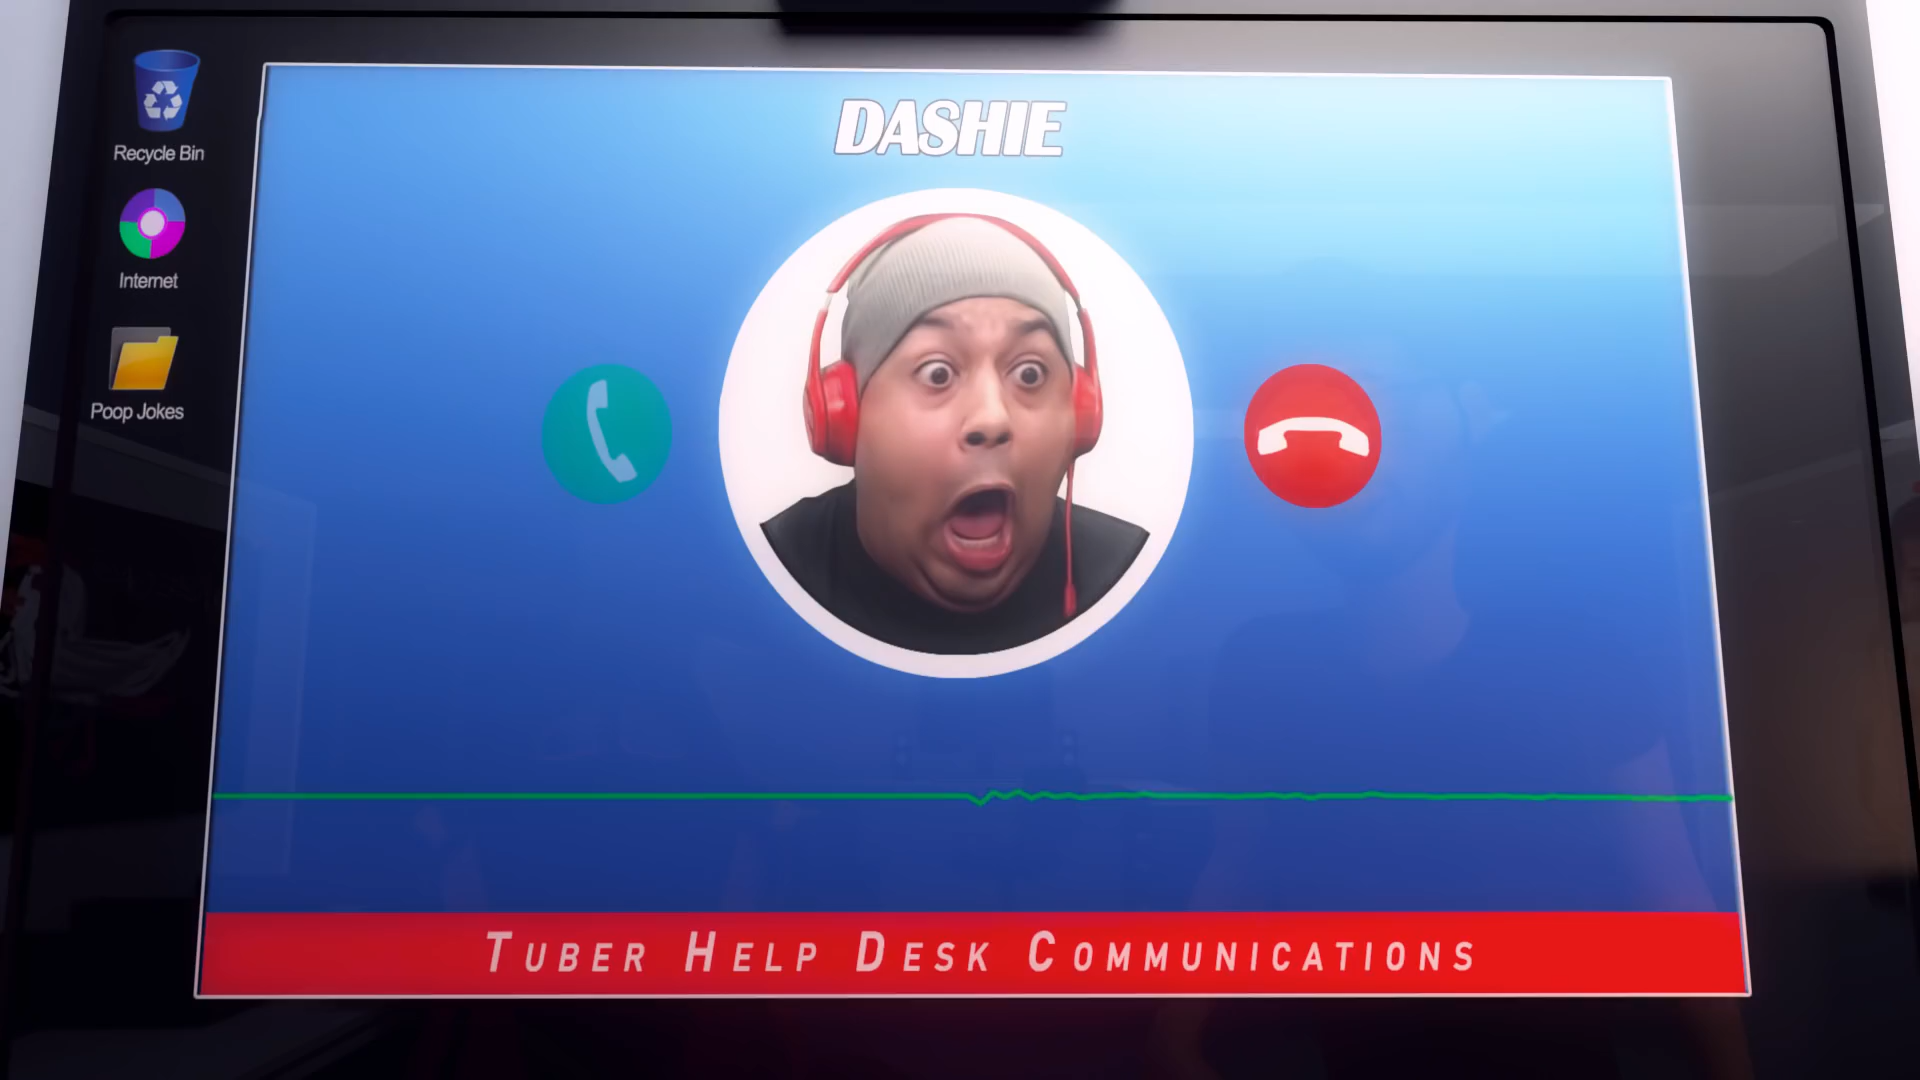 DASHIE
Recycle Bin
Internet
Poop Jokes
TUBER HELP DESK COMMUNICATIONS